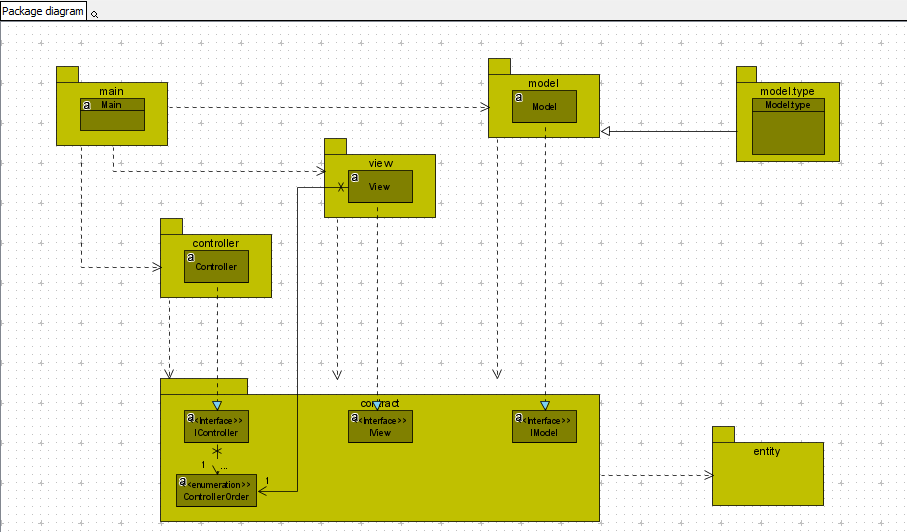 Package diagram
main
a
Main
model
a
Model
model.type
Model.type
view
a
View
controller
a
Controller
contract
a
<<Interface>>
IController
a
<<Interface>>
IView
a
<<Interface>>
IModel
1
...
a
<<enumeration>>
ControllerOrder
1
entity